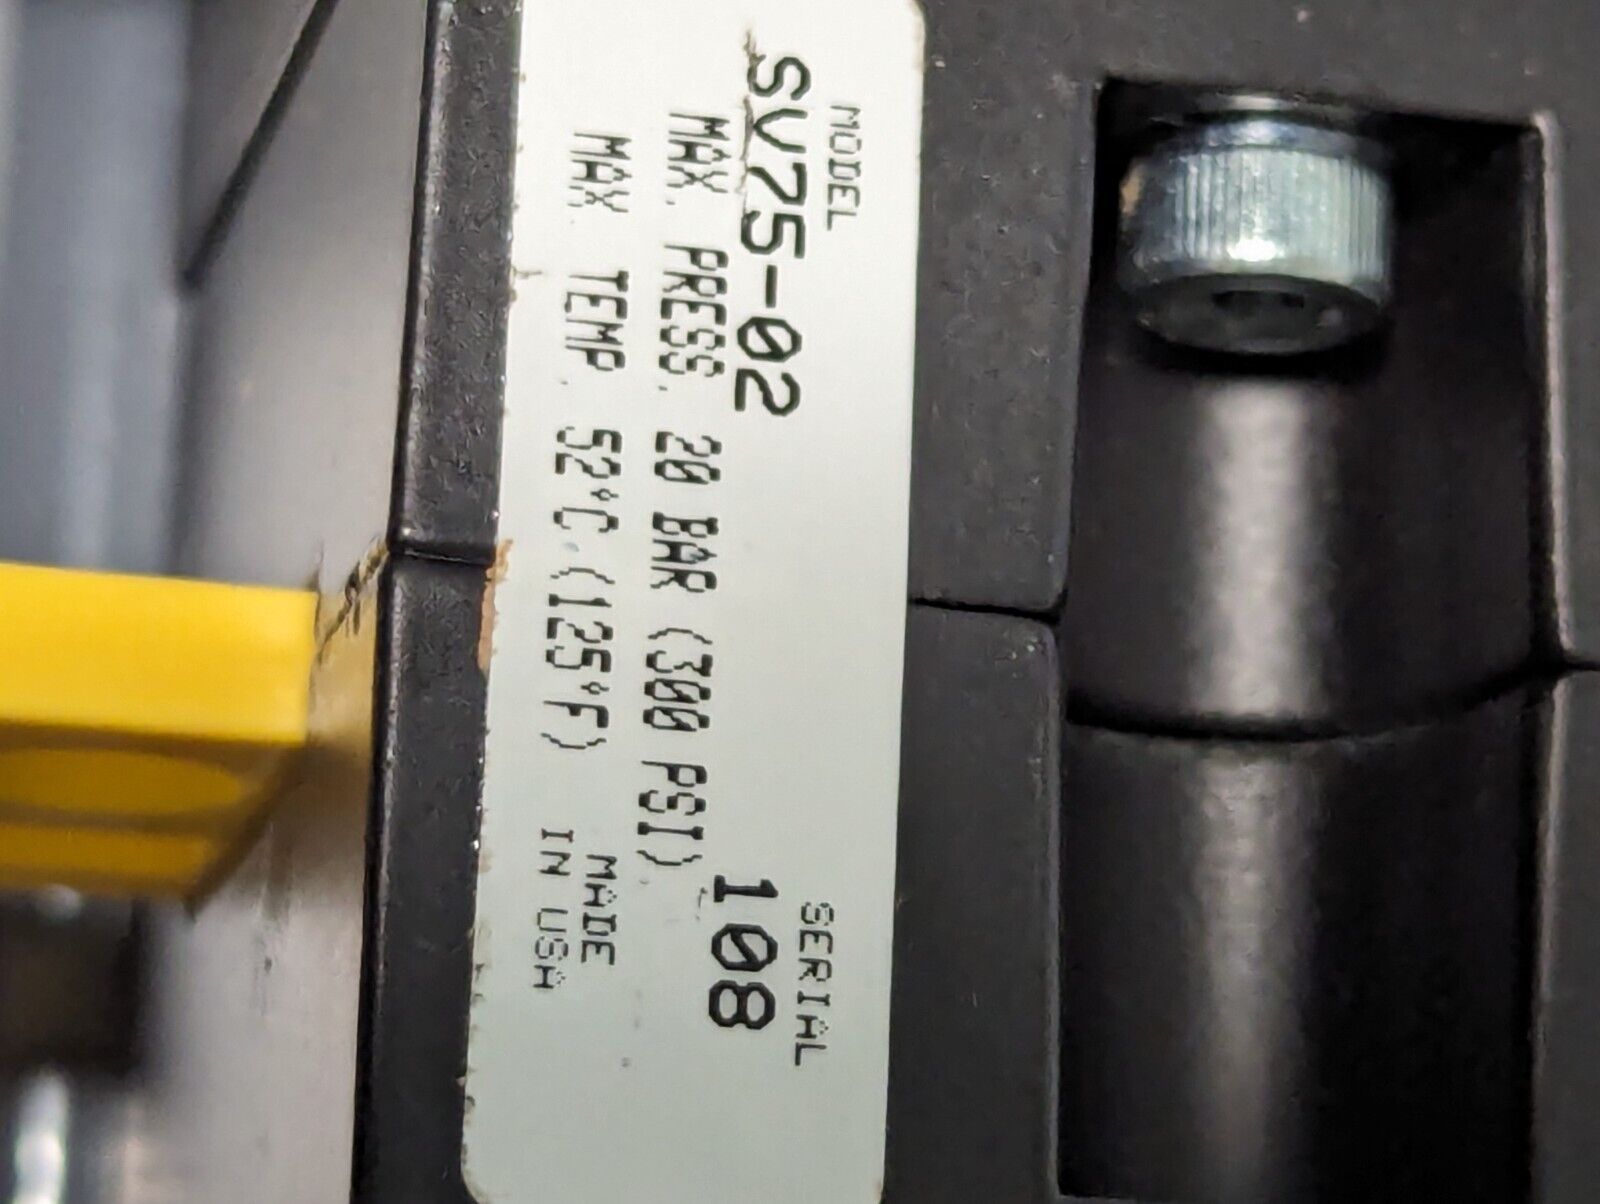 MODEL
SV75-02
MAX. PRESS. 20 BAR (300 PSI)
MAX TEMP. 52°C.(125°F)
SERIAL
108
MADE
IN USA